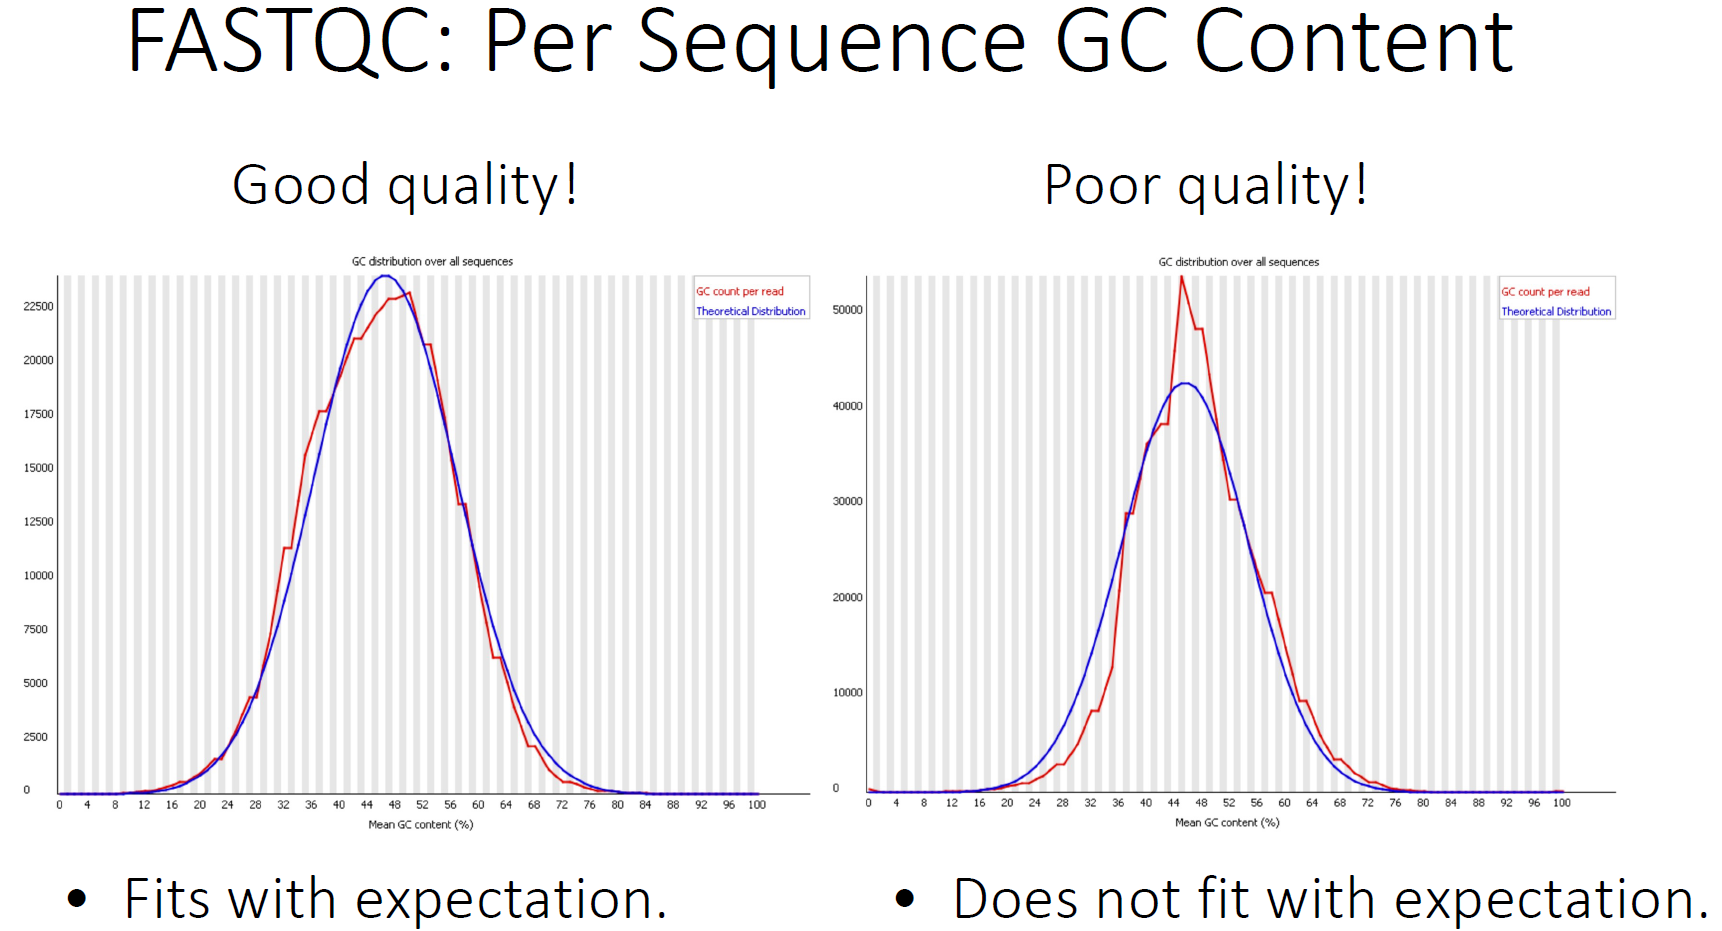 FASTQC: Per Sequence GC Content
Good quality!
Poor quality!
GC distribution over all sequences
GC count per read
Theoretical Distribution
22500
20000
17500
15000
12500
10000
7500
5000
2500
0
0 4 8 12 16 20 24 28 32 36 40 44 48 52 56 60 64 68 72 76 80 84 88 92 96 100
Mean GC content (%)
GC distribution over all sequences
GC count per read
Theoretical Distribution
50000
40000
30000
20000
10000
0
0 4 8 12 16 20 24 28 32 36 40 44 48 52 56 60 64 68 72 76 80 84 88 92 96 100
Mean GC content (%)
• Fits with expectation.
• Does not fit with expectation.